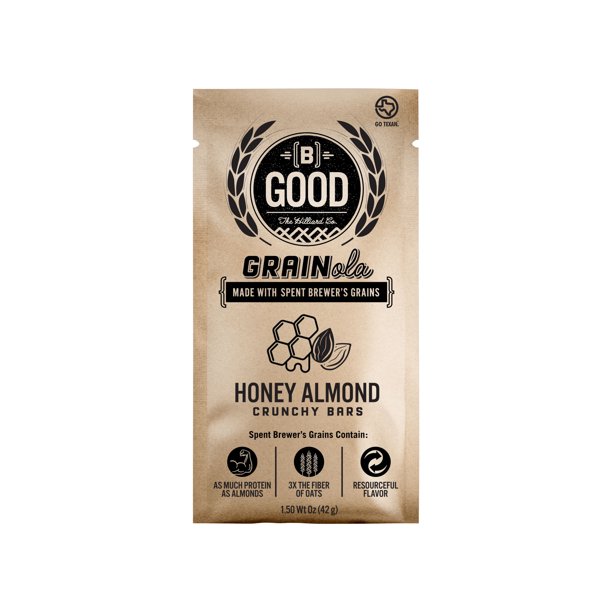 GO TEXAN.
[B]
GOOD
The Hilliard Co.
GRAINola
MADE WITH SPENT BREWER'S GRAINS
HONEY ALMOND
CRUNCHY BARS
Spent Brewer's Grains Contain:
AS MUCH PROTEIN
AS ALMONDS
3X THE FIBER
OF OATS
RESOURCEFUL
FLAVOR
1.50 Wt Oz (42 g)